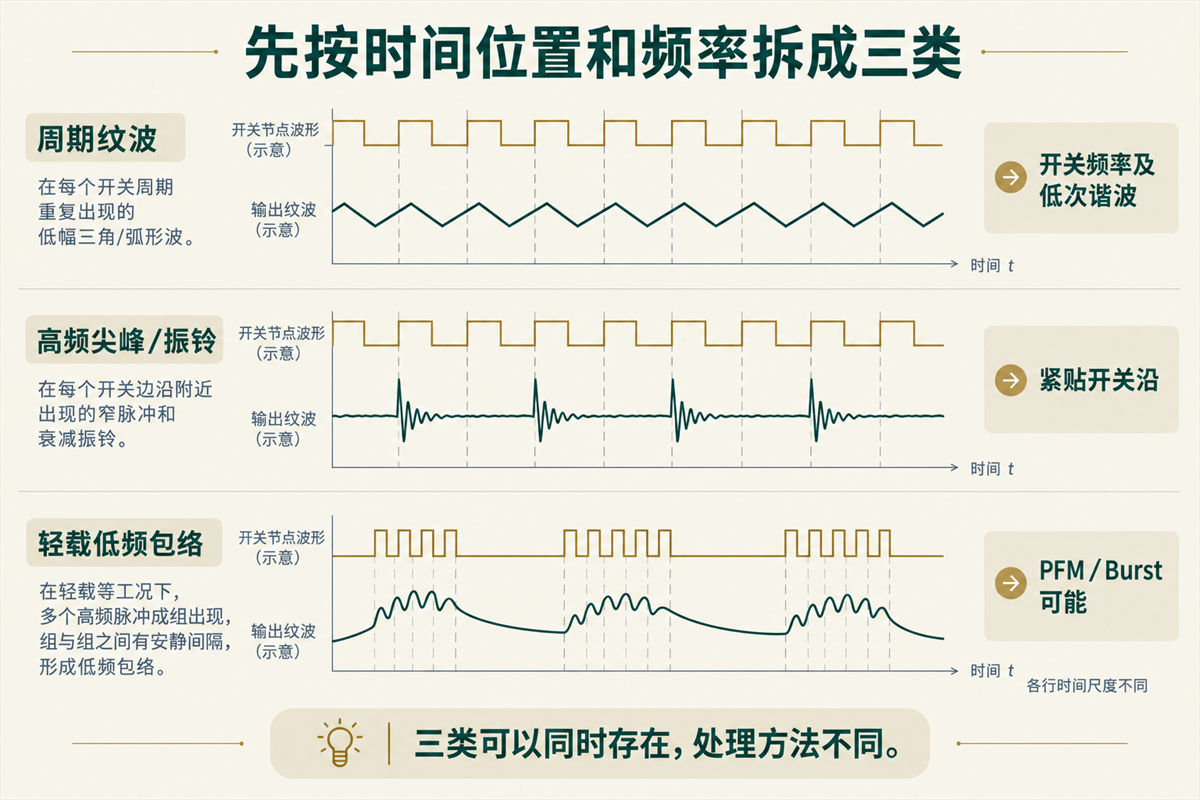 先按时间位置和频率拆成三类
周期纹波
在每个开关周期
重复出现的
低幅三角/弧形波。
开关节点波形
（示意）
输出纹波
（示意）
时间 t
开关频率及
低次谐波
高频尖峰/振铃
在每个开关边沿附近
出现的窄脉冲和
衰减振铃。
开关节点波形
（示意）
输出纹波
（示意）
时间 t
紧贴开关沿
轻载低频包络
在轻载等工况下，
多个高频脉冲成组出现，
组与组之间有安静间隔，
形成低频包络。
开关节点波形
（示意）
输出纹波
（示意）
时间 t
PFM / Burst
可能
各行时间尺度不同
三类可以同时存在，处理方法不同。